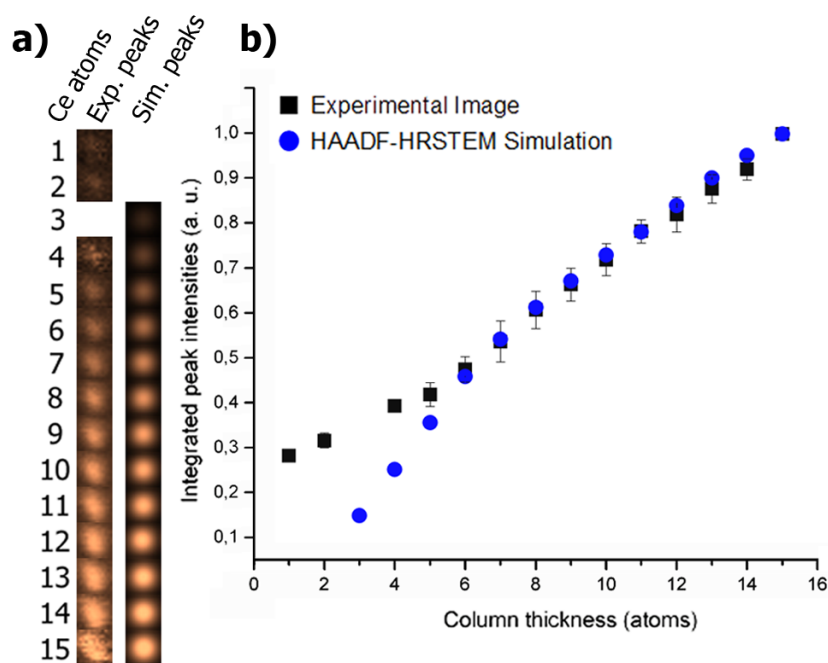 a)
Ce atoms
Exp. peaks
Sim. peaks
1
2
3
4
5
6
7
8
9
10
11
12
13
14
15
b)
Experimental Image
HAADF-HRSTEM Simulation
Integrated peak intensities (a. u.)
1,0
0,9
0,8
0,7
0,6
0,5
0,4
0,3
0,2
0,1
0 2 4 6 8 10 12 14 16
Column thickness (atoms)